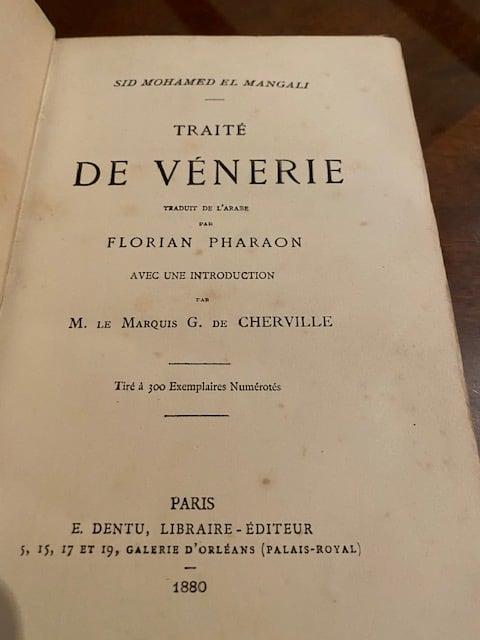 SID MOHAMED EL MANGALI
TRAITÉ
DE VÉNERIE
TRADUIT DE L'ARABE
PAR
FLORIAN PHARAON
AVEC UNE INTRODUCTION
PAR
M. LE MARQUIS G. DE CHERVILLE
Tiré à 300 Exemplaires Numérotés
PARIS
E. DENTU, LIBRAIRE-ÉDITEUR
5, 15, 17 ET 19, GALERIE D'ORLÉANS (PALAIS-ROYAL)
1880